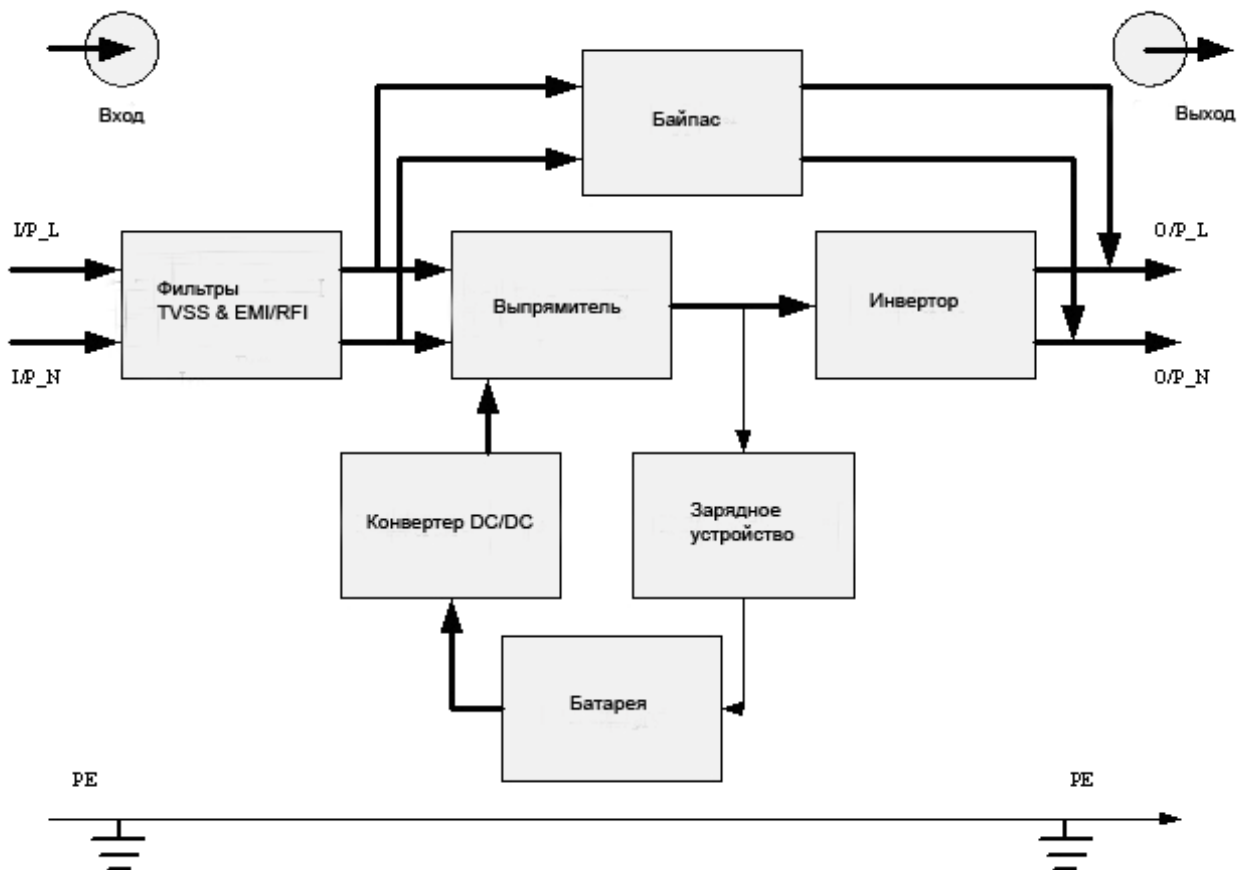 Вход
Байпас
Выход
I/P_L
O/P_L
Фильтры
TVSS & EMI/RFI
Выпрямитель
Инвертор
I/P_N
O/P_N
Конвертер DC/DC
Зарядное
устройство
Батарея
PE
PE